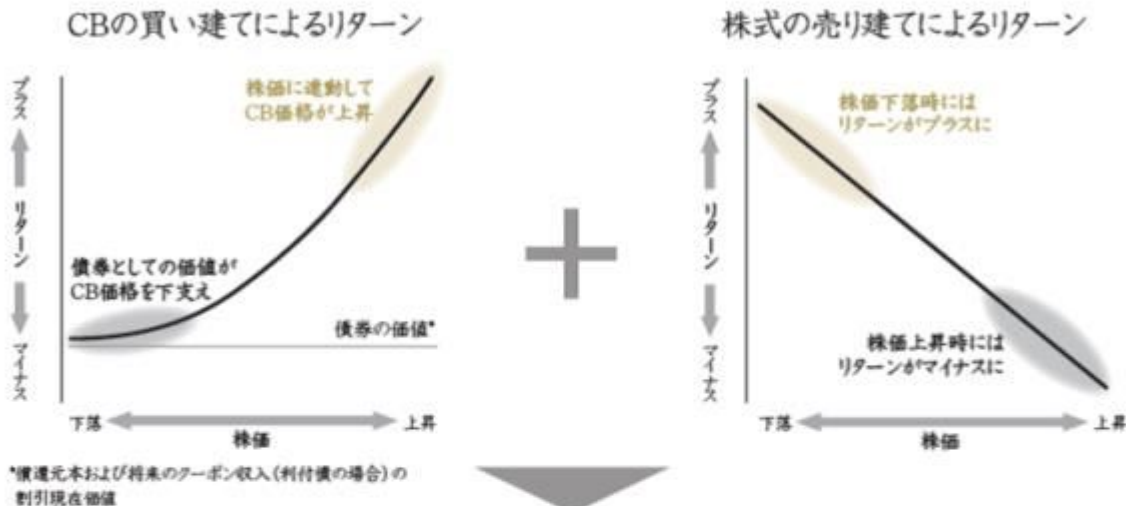 CBの買い建てによるリターン
プラス
リターン
マイナス
株価に連動して
CB価格が上昇
債券としての価値が
CB価格を下支え
債券の価値*
下落
上昇
株価
*償還元本および将来のクーポン収入(利付債の場合)の
割引現在価値
株式の売り建てによるリターン
プラス
リターン
マイナス
株価下落時には
リターンがプラスに
株価上昇時には
リターンがマイナスに
下落
上昇
株価